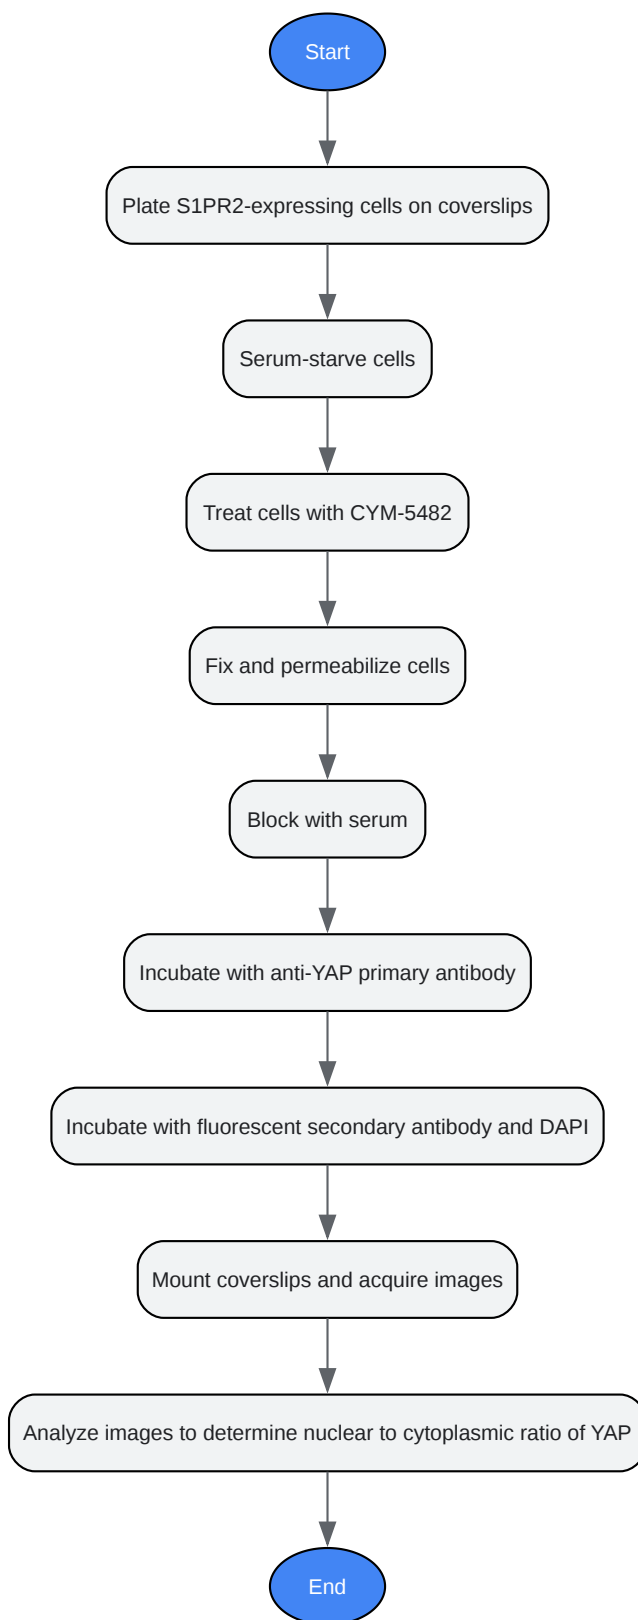 Start
Plate S1PR2-expressing cells on coverslips
Serum-starve cells
Treat cells with CYM-5482
Fix and permeabilize cells
Block with serum
Incubate with anti-YAP primary antibody
Incubate with fluorescent secondary antibody and DAPI
Mount coverslips and acquire images
Analyze images to determine nuclear to cytoplasmic ratio of YAP
End